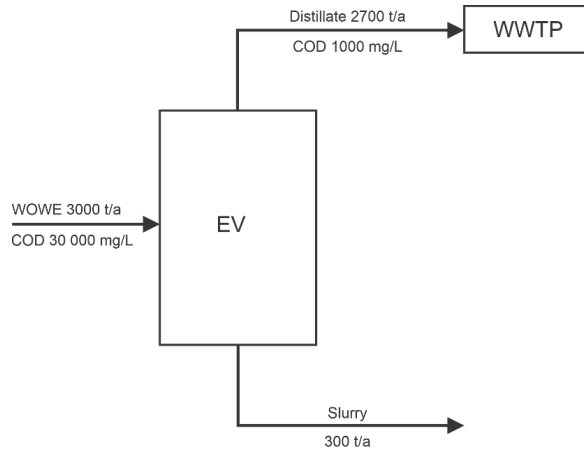 Distillate 2700 t/a
COD 1000 mg/L
WWTP
WOWE 3000 t/a
COD 30 000 mg/L
EV
Slurry
300 t/a